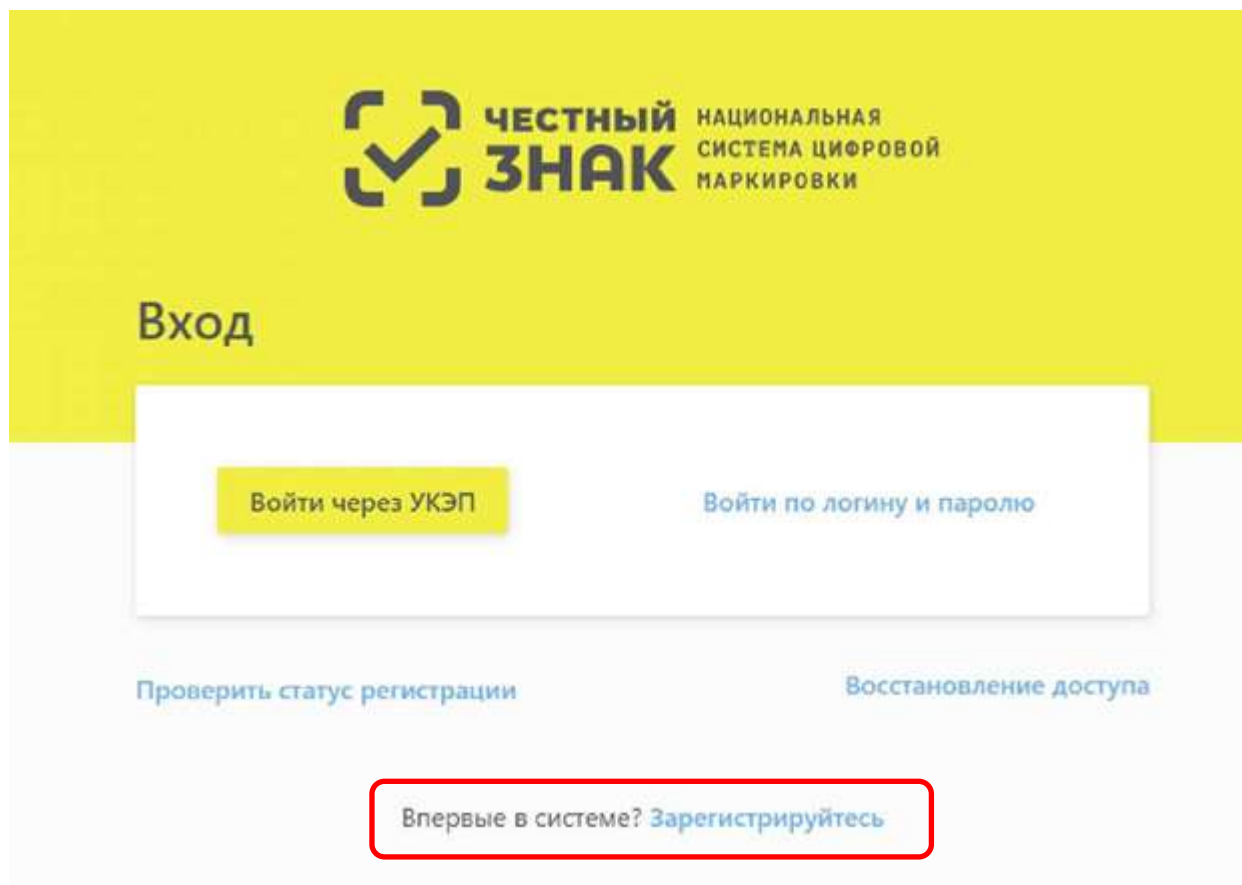 ЧЕСТНЫЙ
ЗНАК
НАЦИОНАЛЬНАЯ
СИСТЕМА ЦИФРОВОЙ
МАРКИРОВКИ
Вход
Войти через УКЭП
Войти по логину и паролю
Проверить статус регистрации
Восстановление доступа
Впервые в системе? Зарегистрируйтесь